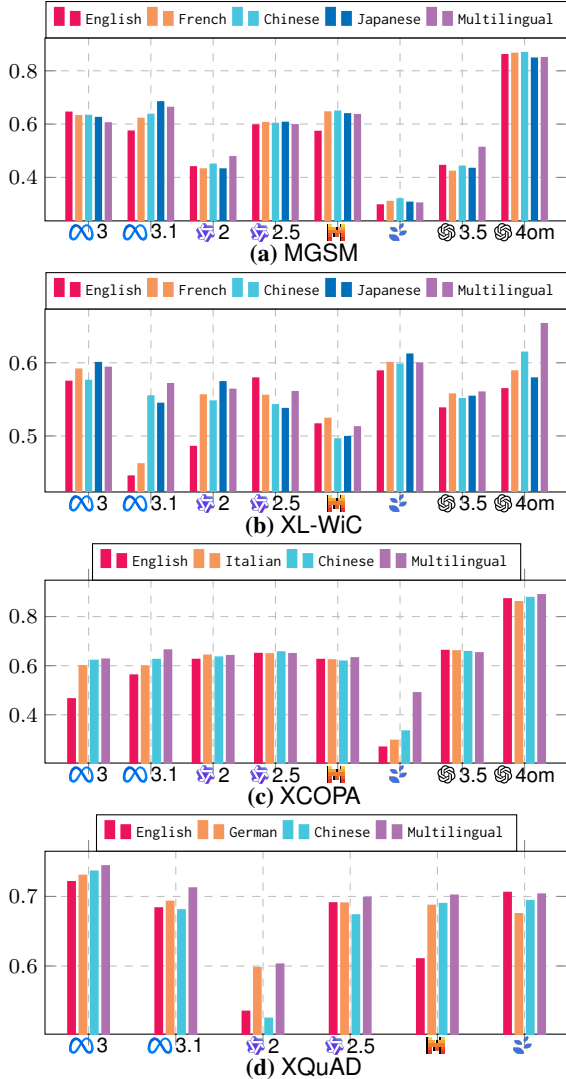 English French Chinese Japanese Multilingual
0.8
0.6
0.4
3 3.1 2 2.5 3.5 4om
(a) MGSM
English French Chinese Japanese Multilingual
0.6
0.5
3 3.1 2 2.5 3.5 4om
(b) XL-WiC
English Italian Chinese Multilingual
0.8
0.6
0.4
3 3.1 2 2.5 3.5 4om
(c) XCOPA
English German Chinese Multilingual
0.7
0.6
3 3.1 2 2.5
(d) XQuAD